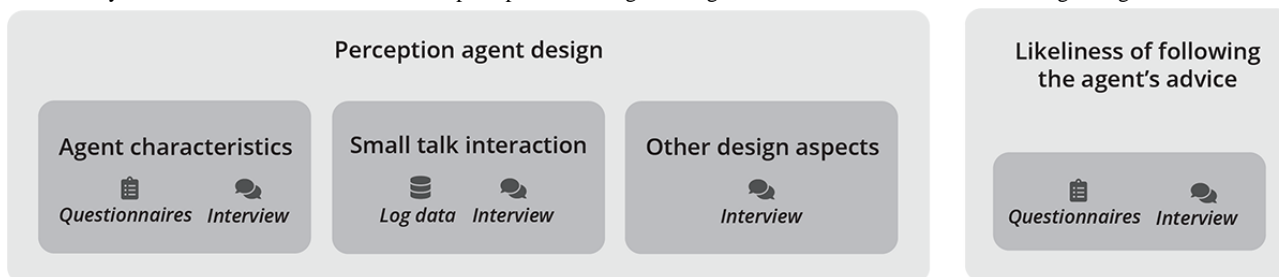 Perception agent design
Agent characteristics
Questionnaires Interview
Small talk interaction
Log data Interview
Other design aspects
Interview
Likeliness of following
the agent's advice
Questionnaires Interview